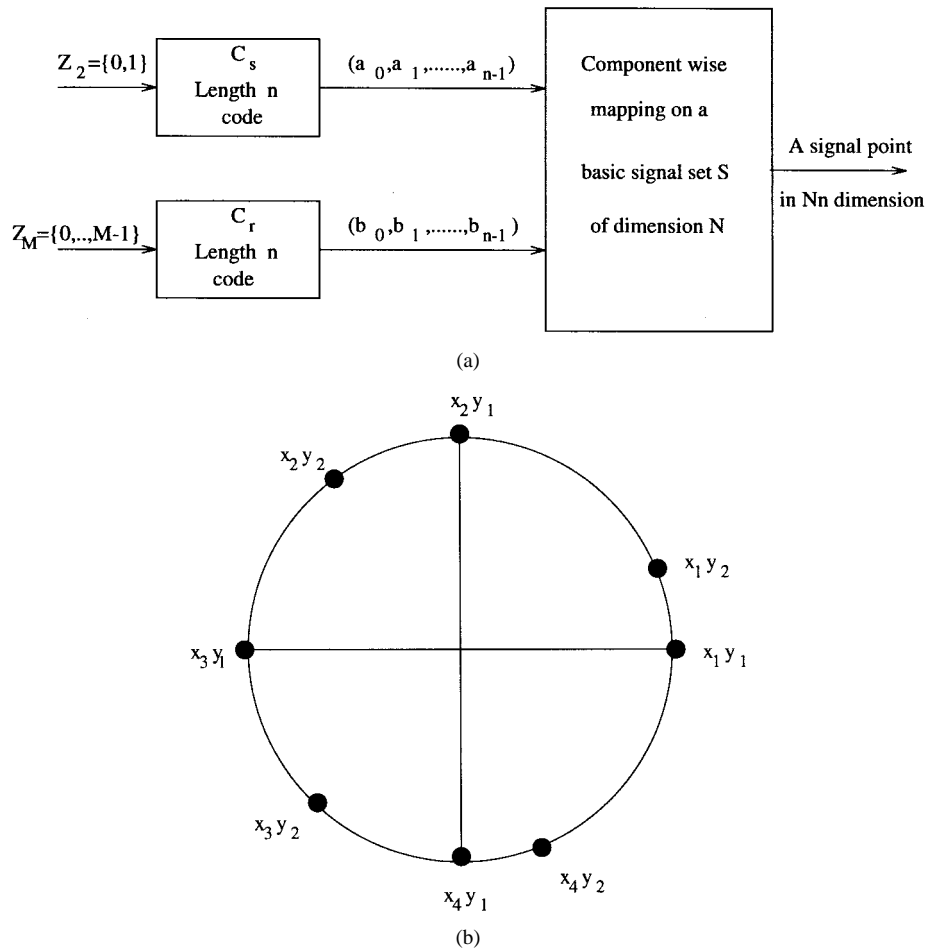 Z_2={0,1}
C_s
Length n
code
(a_0,a_1,......,a_{n-1})
Z_M={0,..,M-1}
C_r
Length n
code
(b_0,b_1,......,b_{n-1})
Component wise
mapping on a
basic signal set S
of dimension N
A signal point
in Nn dimension
(a)
x_2 y_1
x_2 y_2
x_1 y_2
x_3 y_1
x_1 y_1
x_3 y_2
x_4 y_1
x_4 y_2
(b)